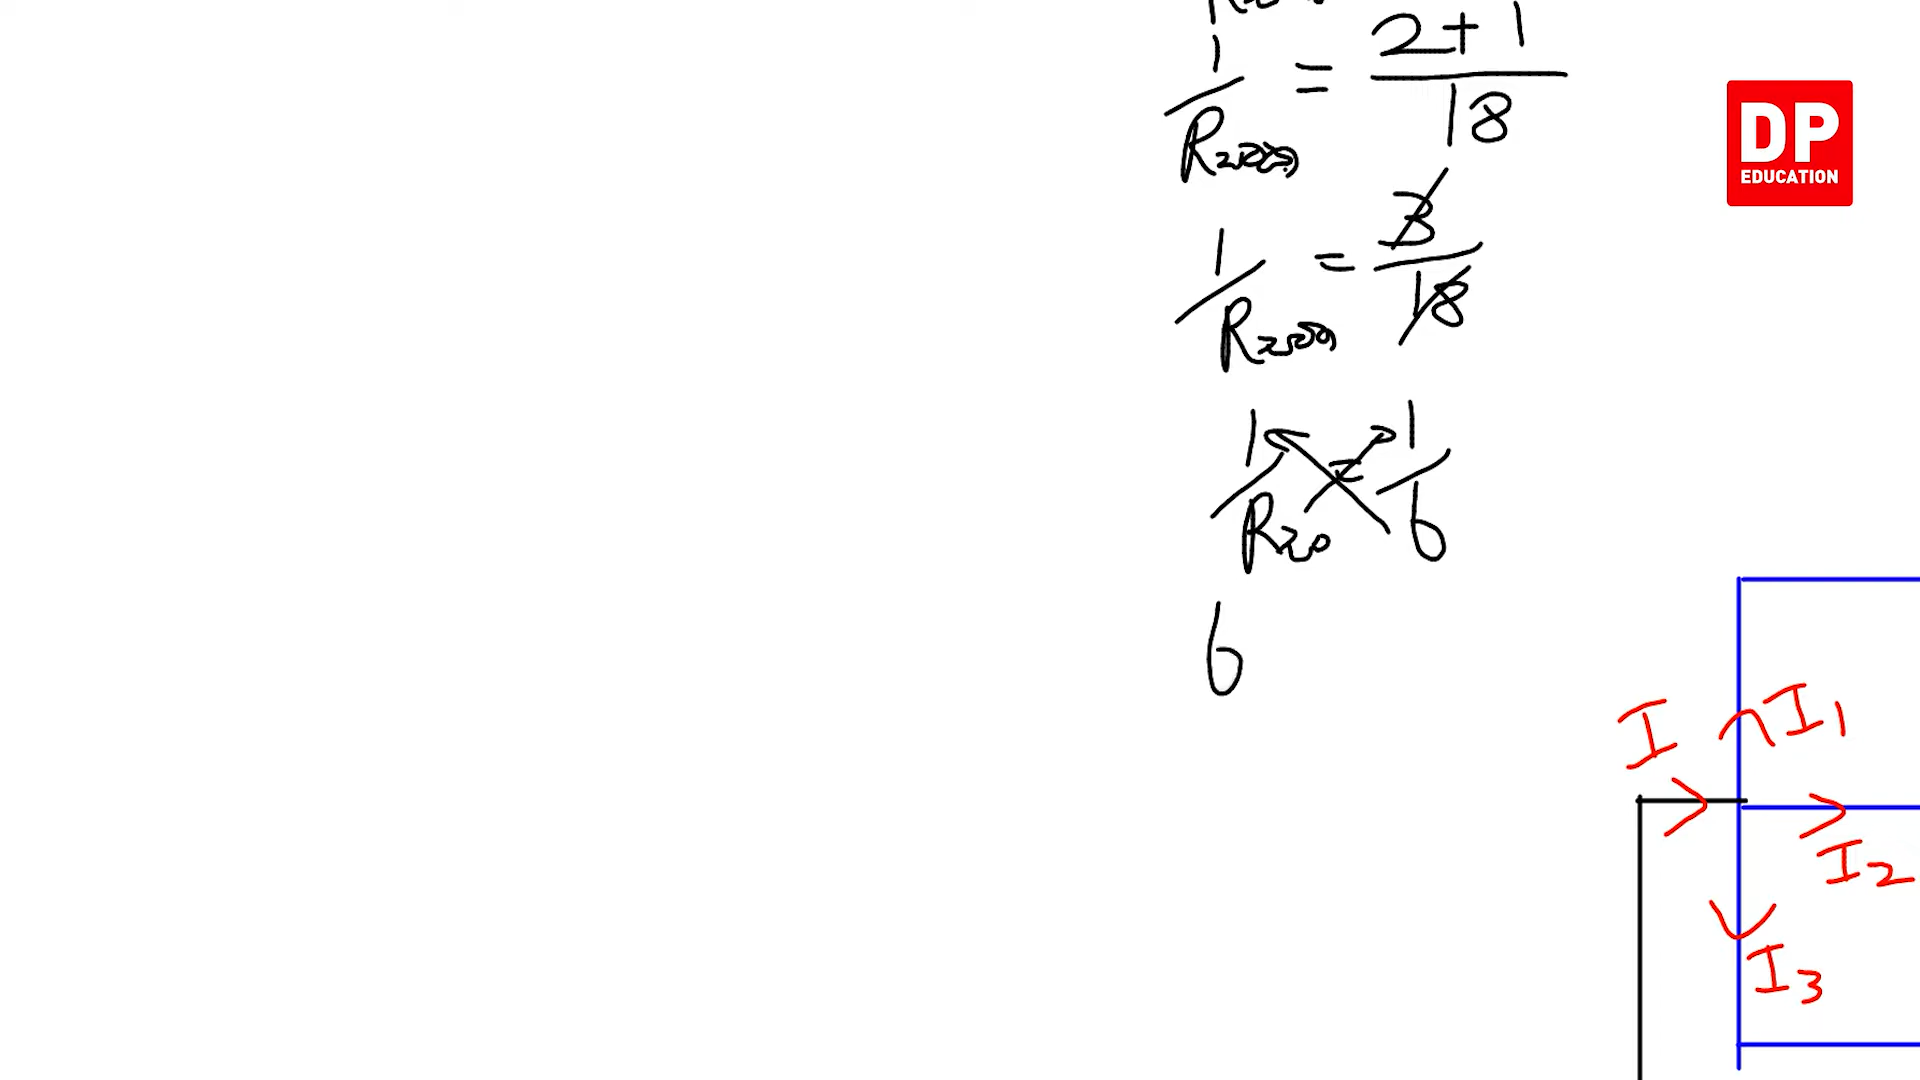 1/R = 2+1/18
1/R = 3/18
1/R = 1/6
6
DP
EDUCATION
I
I1
I2
I3